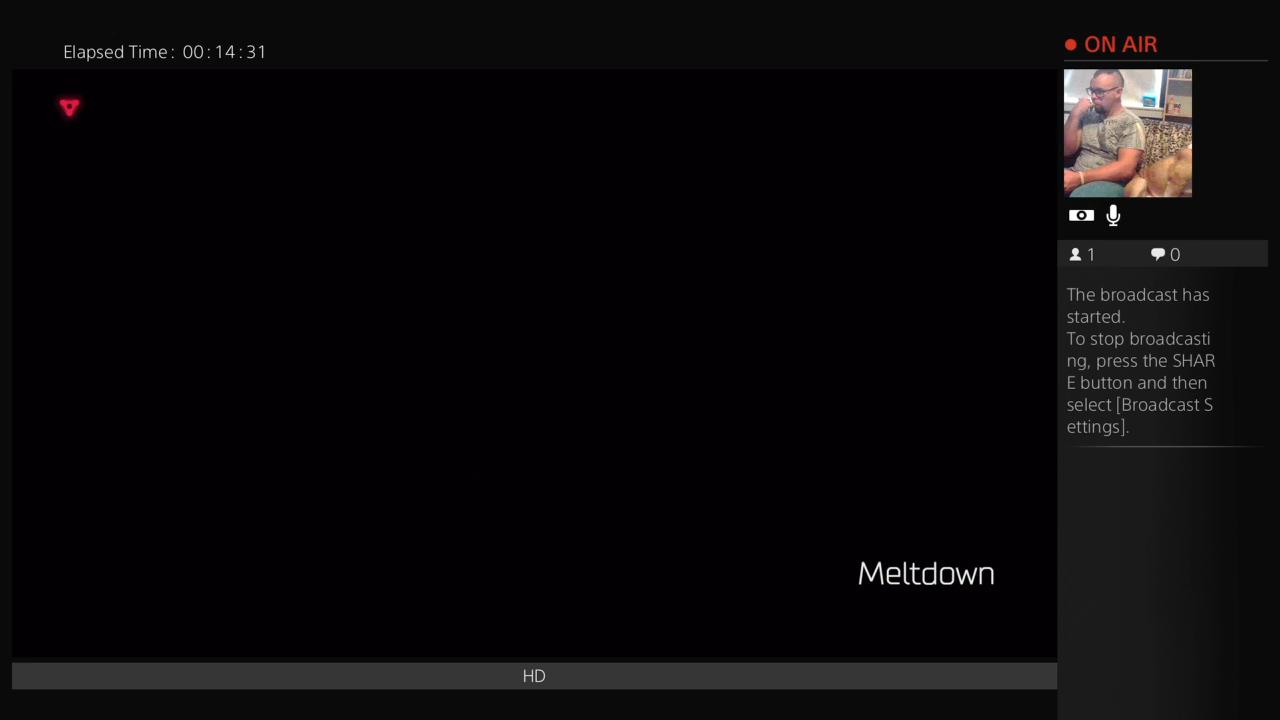 Elapsed Time: 00:14:31
ON AIR
1 0
The broadcast has
started.
To stop broadcasti
ng, press the SHAR
E button and then
select [Broadcast S
ettings].
Meltdown
HD